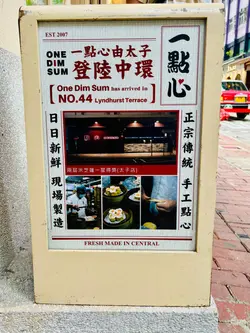 EST 2007
ONE
DIM
SUM
一點心由太子
登陸中環
一點心
One Dim Sum has arrived in
NO.44 Lyndhurst Terrace
日日新鮮 現場製造
正宗傳統 手工點心
FRESH MADE IN CENTRAL